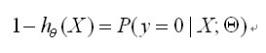 1−h_θ(X) = P(y = 0 | X; Θ)↵